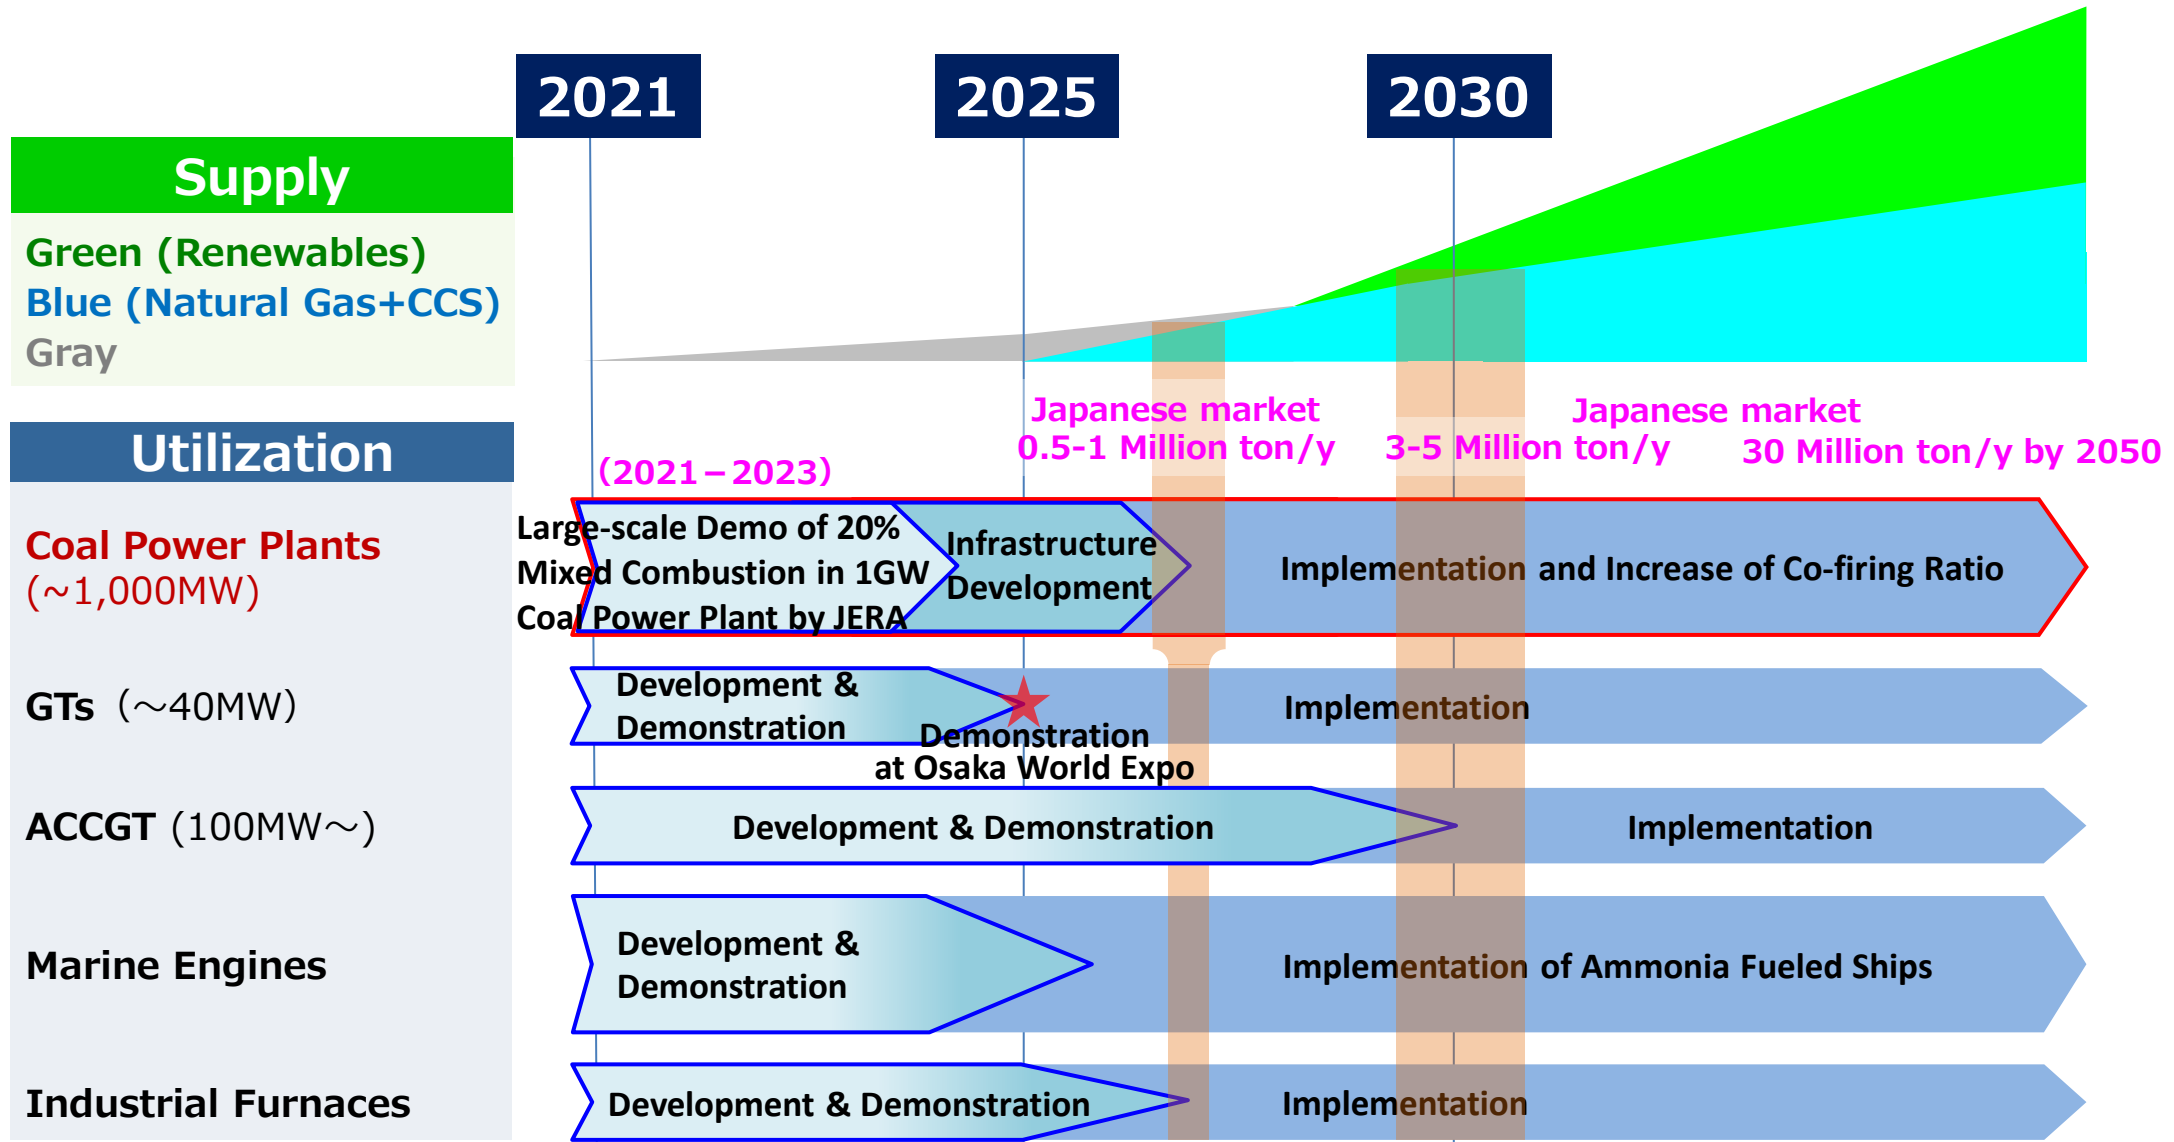 2021
2025
2030
Supply
Green (Renewables)
Blue (Natural Gas+CCS)
Gray
Japanese market
0.5-1 Million ton/y
3-5 Million ton/y
Japanese market
30 Million ton/y by 2050
Utilization
(2021－2023)
Coal Power Plants
(~1,000MW)
Large-scale Demo of 20%
Mixed Combustion in 1GW
Coal Power Plant by JERA
Infrastructure
Development
Implementation and Increase of Co-firing Ratio
GTs（～40MW）
Development &
Demonstration
Demonstration
at Osaka World Expo
Implementation
ACCGT (100MW～)
Development & Demonstration
Implementation
Marine Engines
Development &
Demonstration
Implementation of Ammonia Fueled Ships
Industrial Furnaces
Development & Demonstration
Implementation